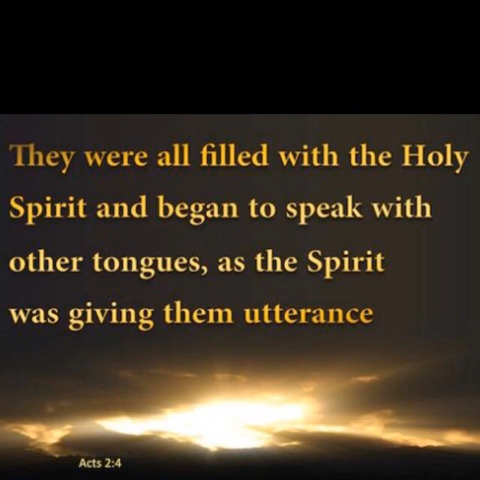 They were all filled with the Holy
Spirit and began to speak with
other tongues, as the Spirit
was giving them utterance
Acts 2:4